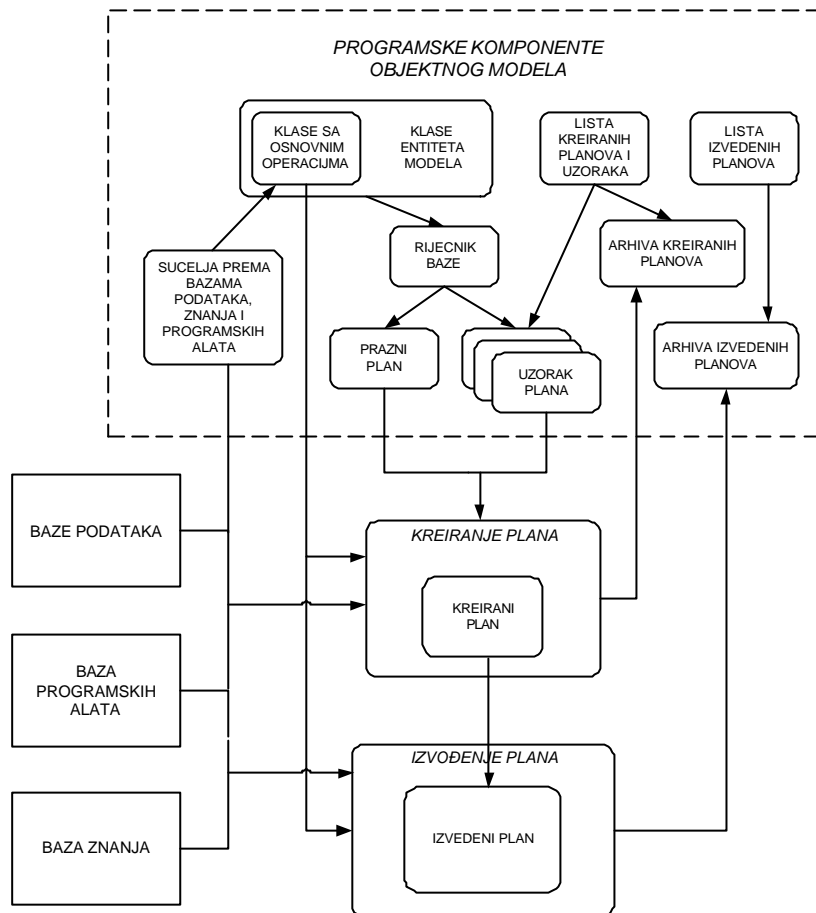 PROGRAMSKE KOMPONENTE
OBJEKTNOG MODELA
KLASE SA
OSNOVNIM
OPERACIJMA
KLASE
ENTITETA
MODELA
LISTA
KREIRANIH
PLANOVA I
UZORAKA
LISTA
IZVEDENIH
PLANOVA
SUCELJA PREMA
BAZAMA
PODATAKA,
ZNANJA I
PROGRAMSKIH
ALATA
RIJECNIK
BAZE
ARHIVA KREIRANIH
PLANOVA
PRAZNI
PLAN
UZORAK
PLANA
ARHIVA IZVEDENIH
PLANOVA
BAZE PODATAKA
KREIRANJE PLANA
KREIRANI
PLAN
BAZA
PROGRAMSKIH
ALATA
IZVOĐENJE PLANA
IZVEDENI PLAN
BAZA ZNANJA